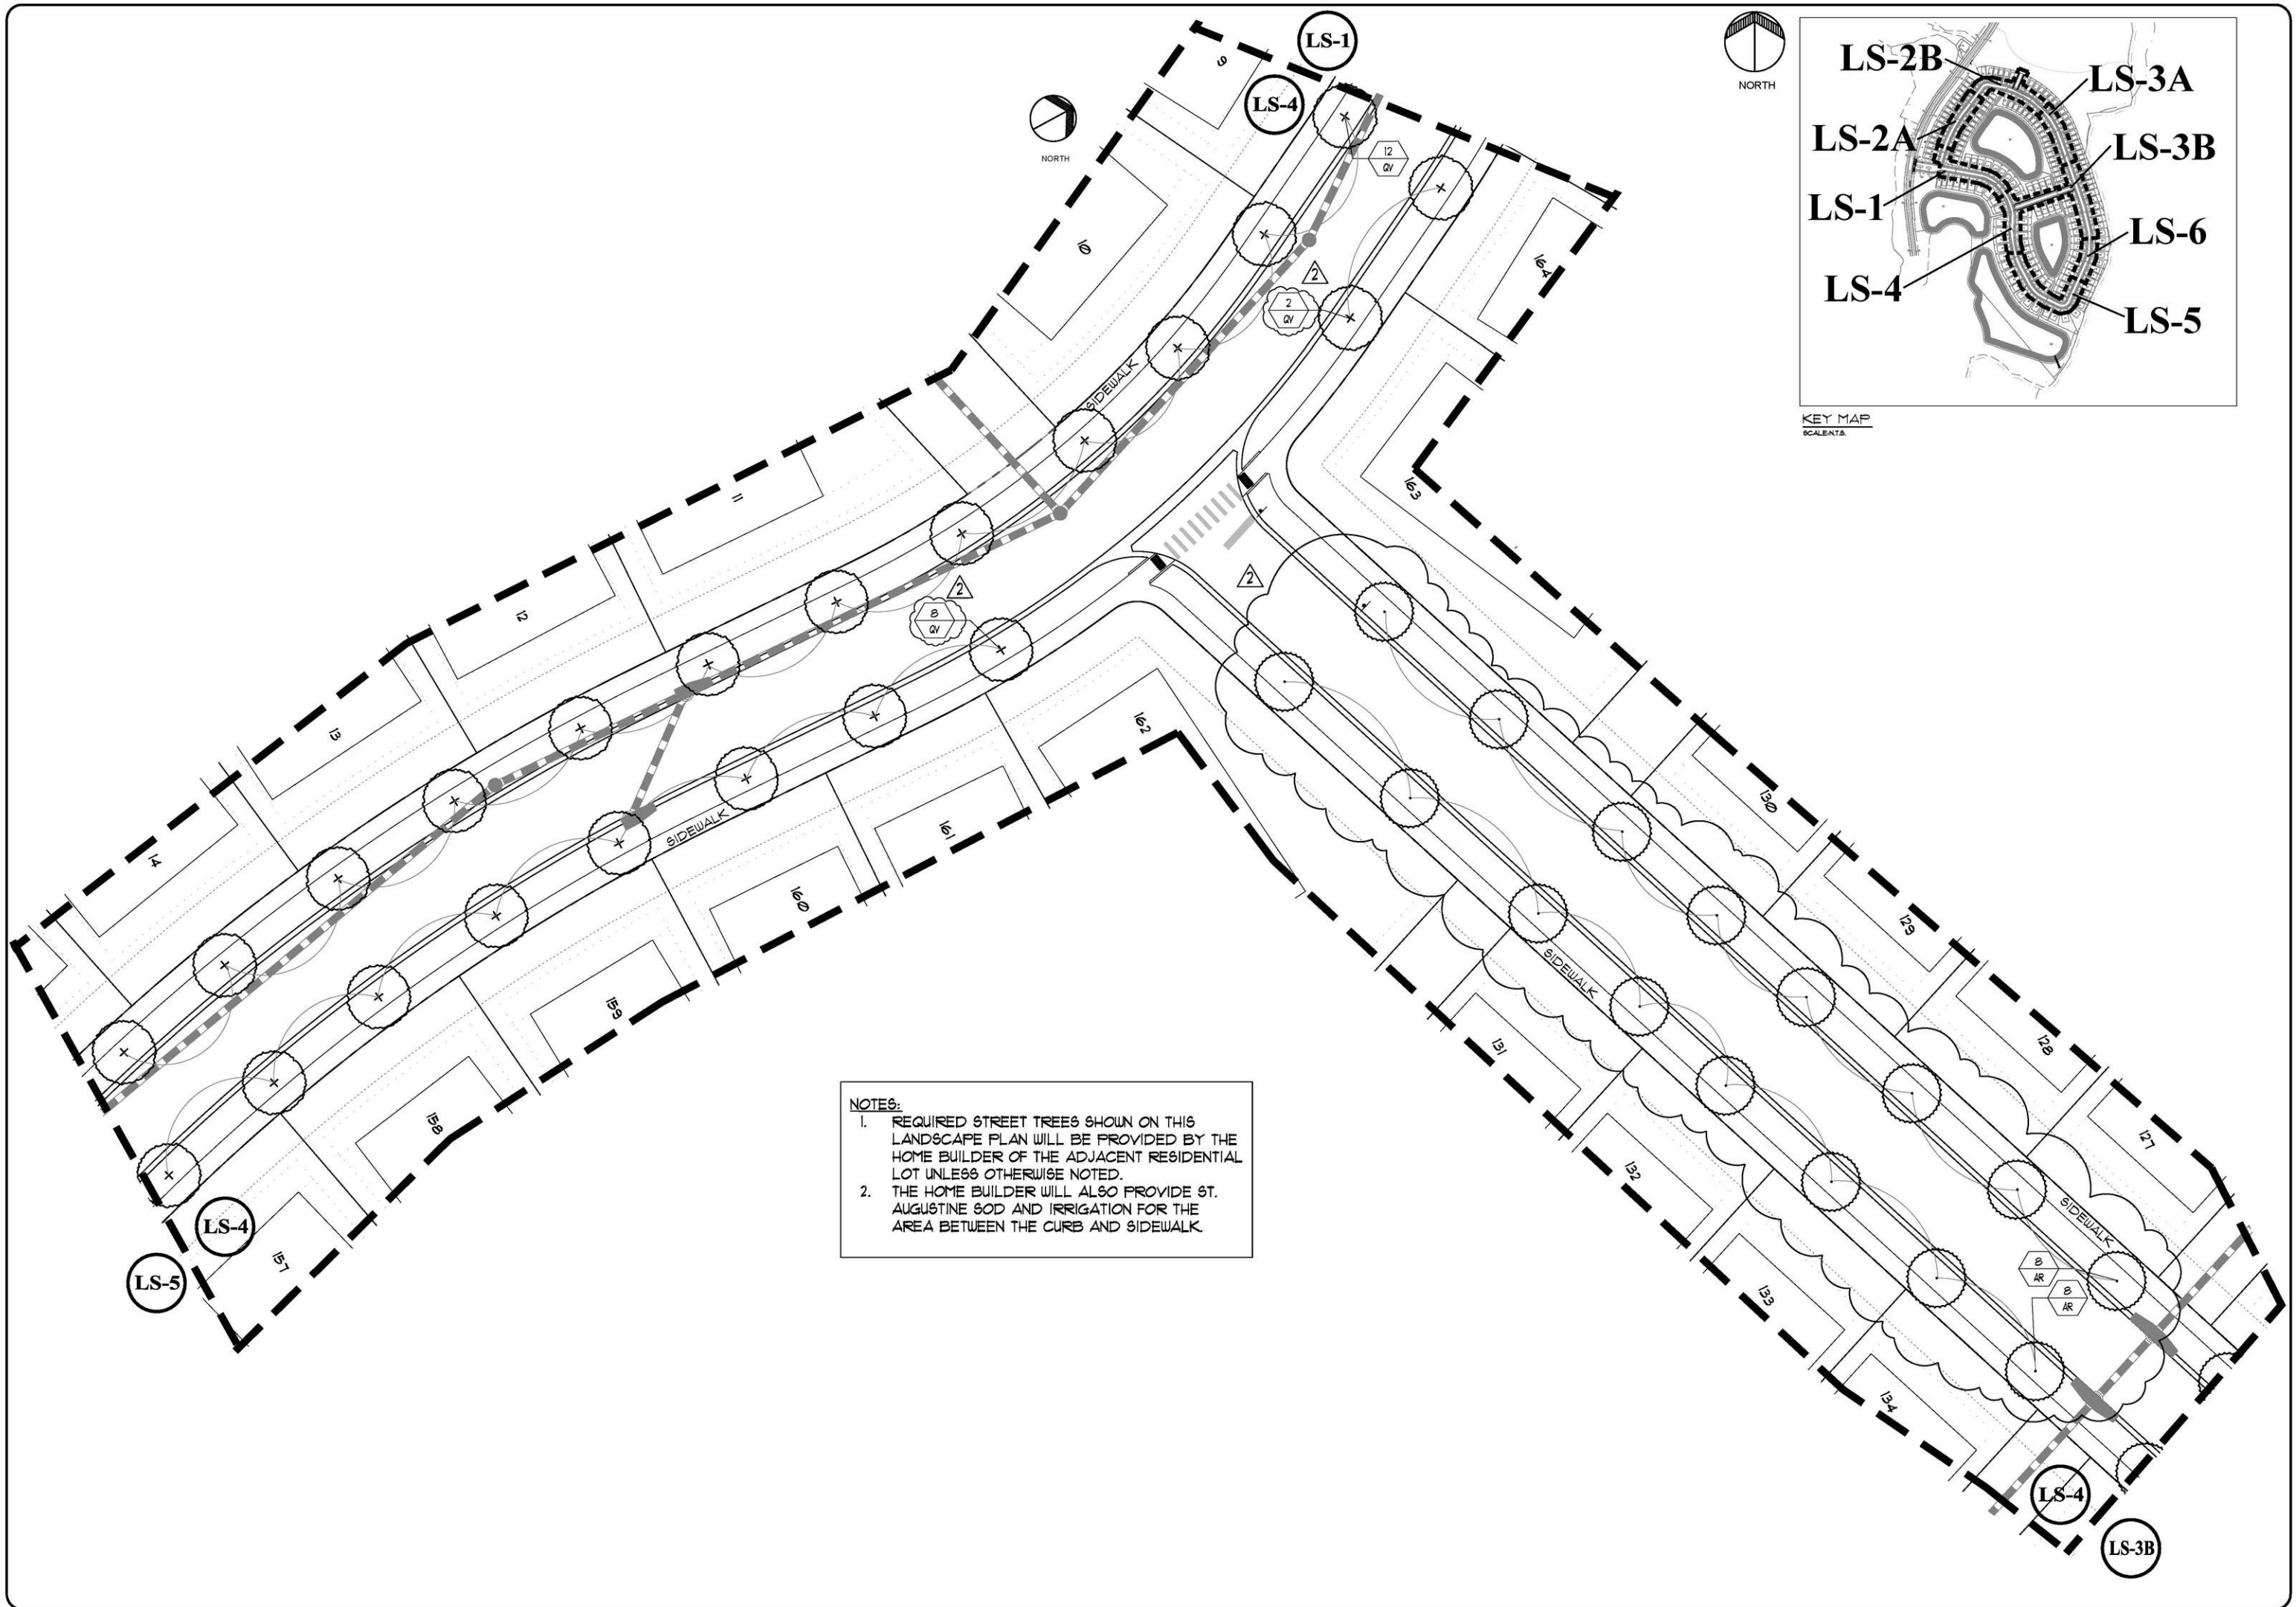 LS-1
LS-4
NORTH
NORTH
LS-2B
LS-3A
LS-2A
LS-3B
LS-1
LS-6
LS-4
LS-5
KEY MAP
SCALE:N.T.S.
9
10
11
12
13
14
164
163
162
161
160
159
158
157
130
129
128
127
131
132
133
134
12
QV
2
2
QV
2
8
QV
2
SIDEWALK
SIDEWALK
SIDEWALK
SIDEWALK
8
AR
8
AR
NOTES:
1. REQUIRED STREET TREES SHOWN ON THIS
LANDSCAPE PLAN WILL BE PROVIDED BY THE
HOME BUILDER OF THE ADJACENT RESIDENTIAL
LOT UNLESS OTHERWISE NOTED.
2. THE HOME BUILDER WILL ALSO PROVIDE ST.
AUGUSTINE SOD AND IRRIGATION FOR THE
AREA BETWEEN THE CURB AND SIDEWALK.
LS-4
LS-5
LS-4
LS-3B